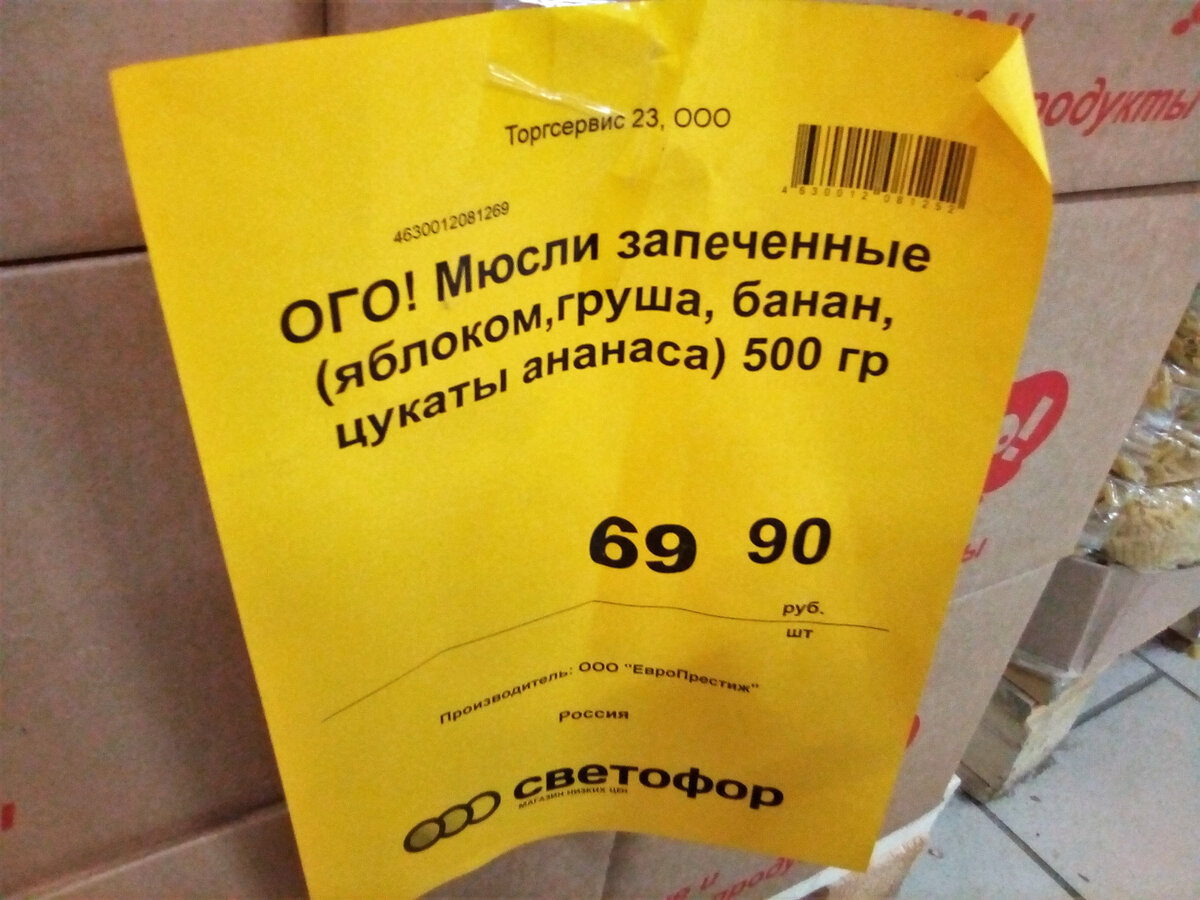 Торгсервис 23, ООО
4630012081252
4630012081269
ОГО! Мюсли запеченные
(яблоком,груша, банан,
цукаты ананаса) 500 гр
69 90
руб.
шт
Производитель: ООО "ЕвроПрестиж"
Россия
светофор
МАГАЗИН НИЗКИХ ЦЕН